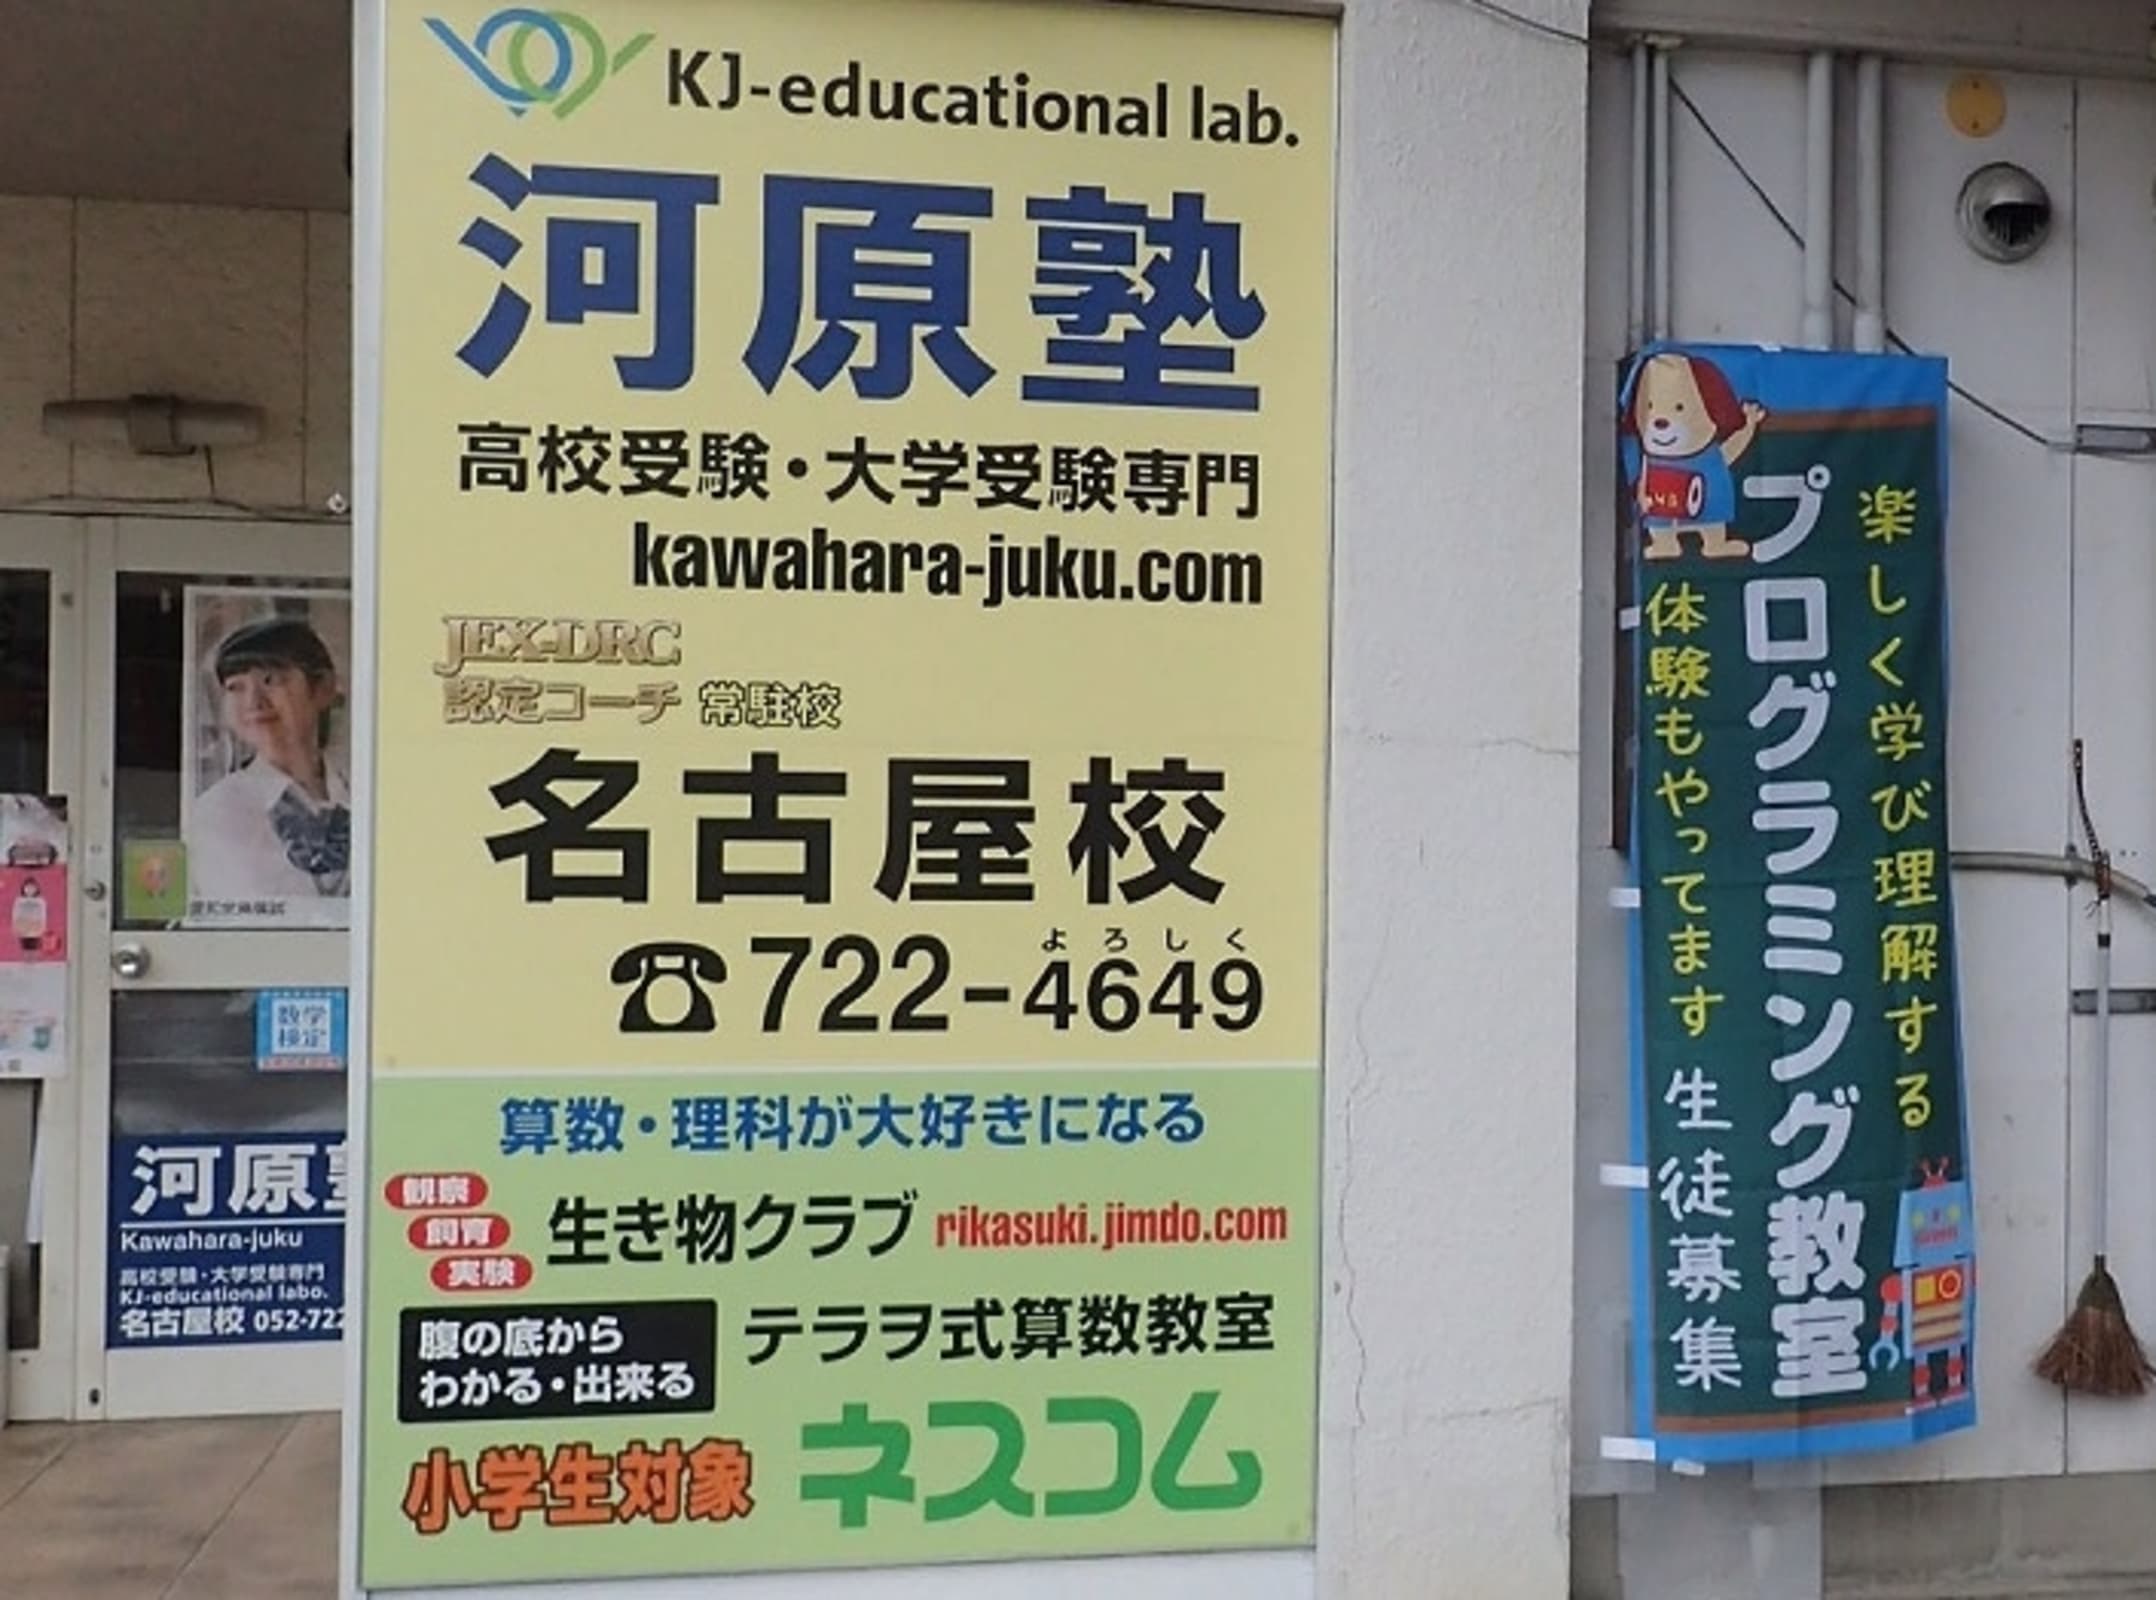 KJ-educational lab.
河原塾
高校受験・大学受験専門
kawahara-juku.com
JEX-DRC
認定コーチ 常駐校
名古屋校
よろしく
☎722-4649
算数・理科が大好きになる
観察
飼育
実験
生き物クラブ rikasuki.jimdo.com
腹の底から
わかる・出来る
テラヲ式算数教室
小学生対象
ネスコム
楽しく学び理解する
プログラミング教室
体験もやってます 生徒募集
数学
検定
河原
Kawahara-juku
高校受験・大学受験専門
KJ-educational labo.
名古屋校 052-722